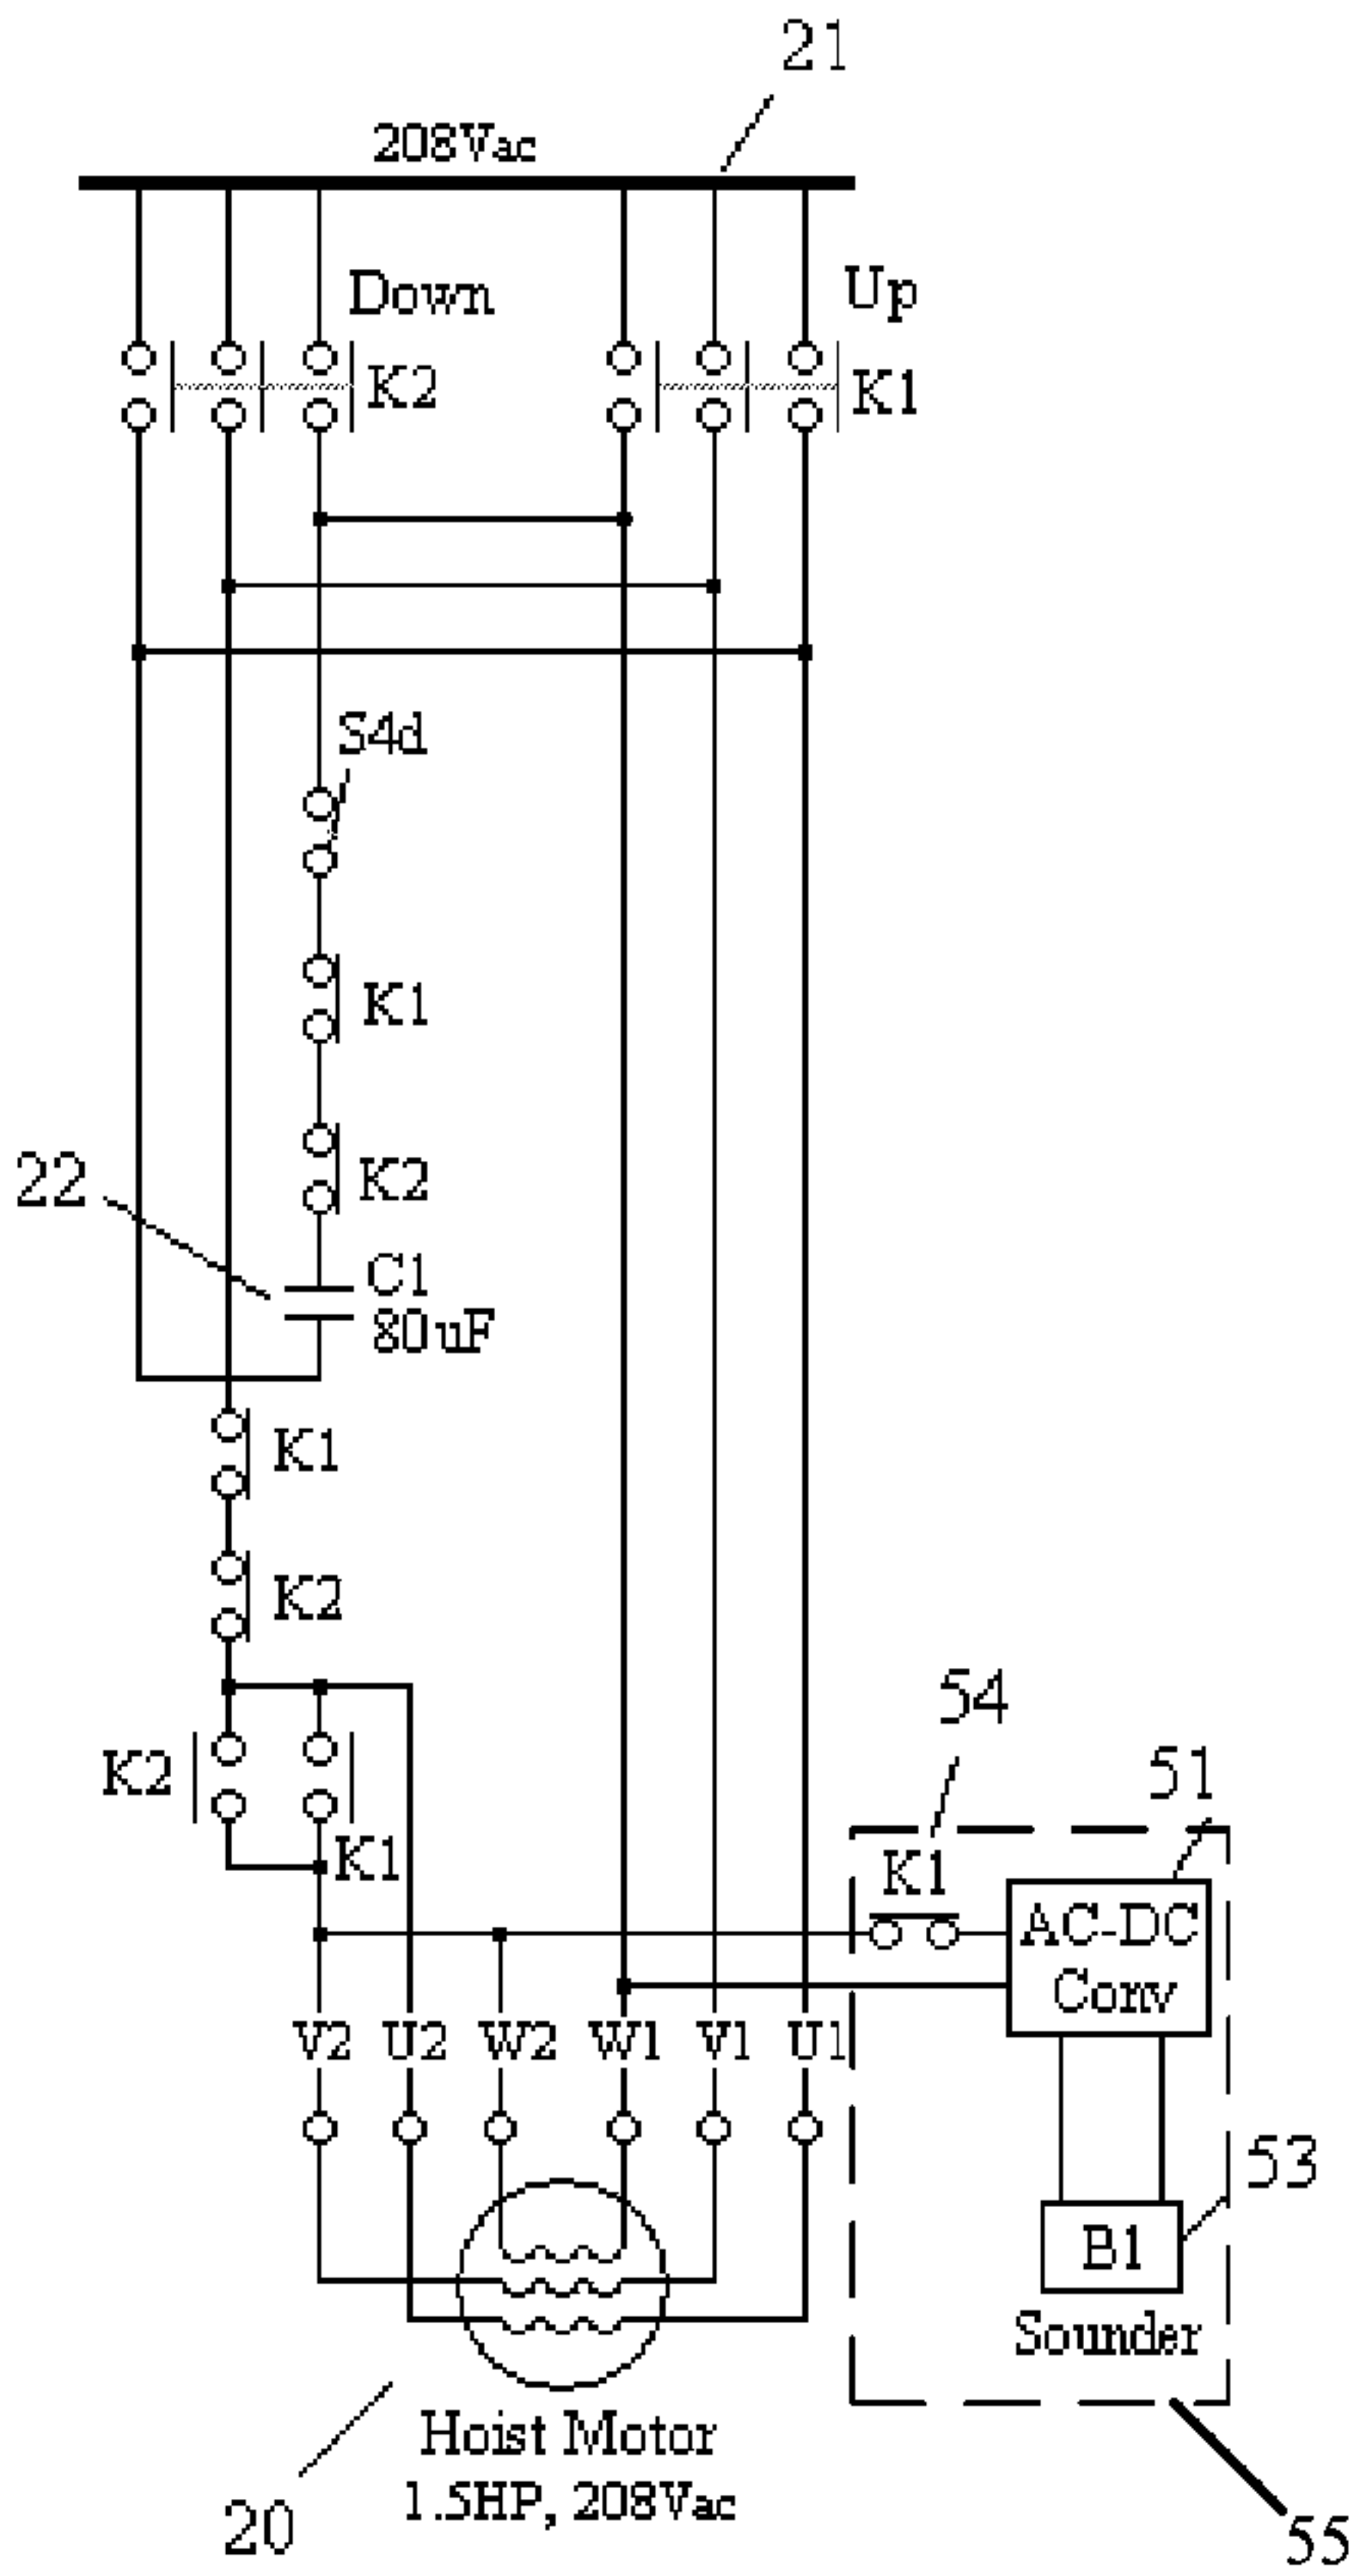 21
208Vac
Down
Up
K2
K1
S4d
K1
K2
22
C1
80uF
K1
K2
54
51
K2
K1
K1
AC-DC
Conv
V2
U2
W2
W1
V1
U1
53
B1
Sounder
Hoist Motor
1.5HP, 208Vac
20
55